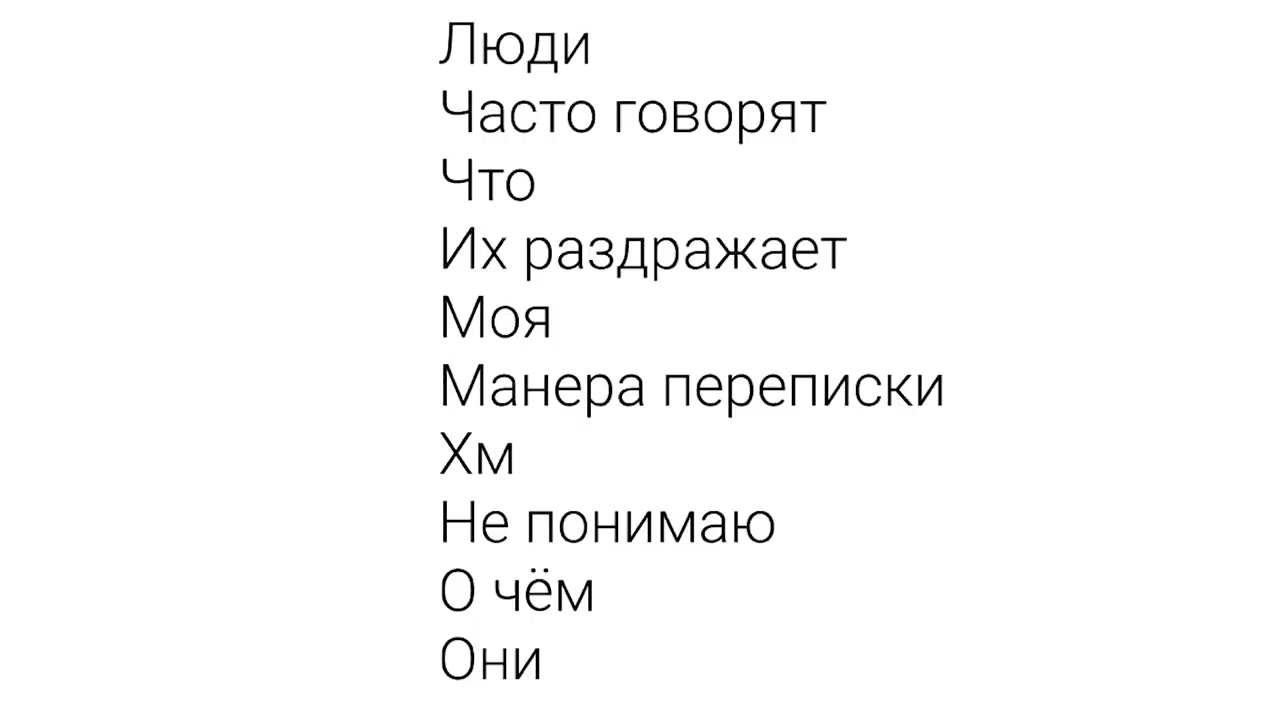 Люди
Часто говорят
Что
Их раздражает
Моя
Манера переписки
Хм
Не понимаю
О чём
Они